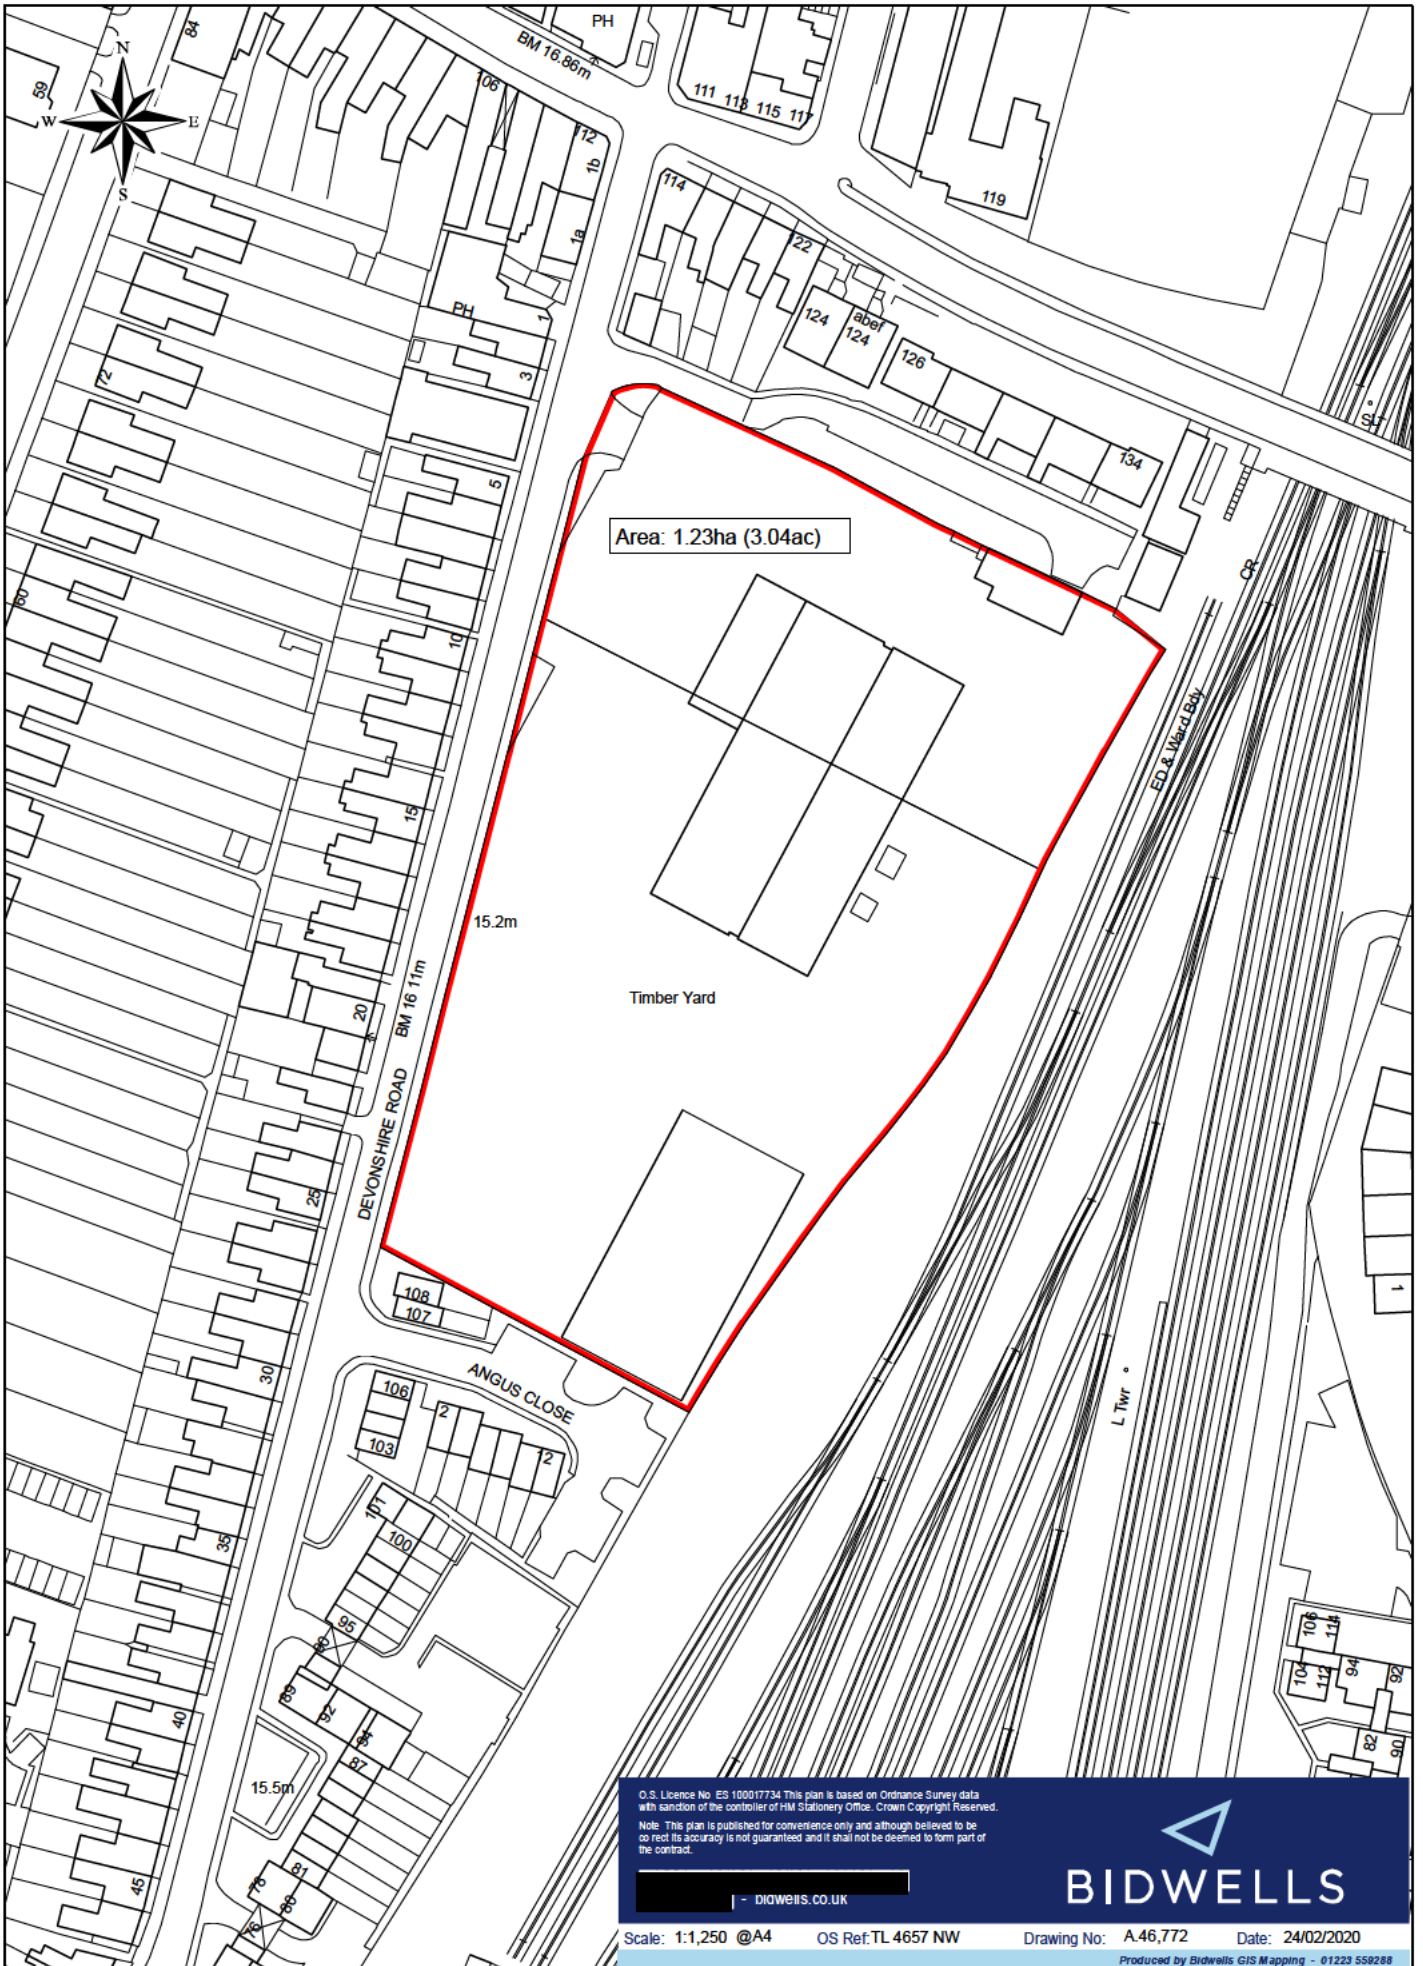 PH
BM 16.86m
84
59
N
W
E
S
106
112
1b
1a
111
113
115
117
119
114
122
124
abef
124
126
134
SL
PH
1
3
5
72
60
10
15
20
25
30
35
40
45
Area: 1.23ha (3.04ac)
CR
ED & Ward Bdy
15.2m
BM 16 11m
Timber Yard
DEVONSHIRE ROAD
108
107
ANGUS CLOSE
106
103
2
12
101
100
95
90
89
92
94
87
15.5m
81
78
80
76
L Twr
1
106
114
104
112
94
92
82
90
O.S. Licence No ES 100017734 This plan is based on Ordnance Survey data
with sanction of the controller of HM Stationery Office. Crown Copyright Reserved.
Note This plan is published for convenience only and although believed to be
co rect its accuracy is not guaranteed and it shall not be deemed to form part of
the contract.
- bidwells.co.uk
BIDWELLS
Scale: 1:1,250 @A4 OS Ref:TL 4657 NW Drawing No: A.46,772 Date: 24/02/2020
Produced by Bidwells GIS Mapping - 01223 559288